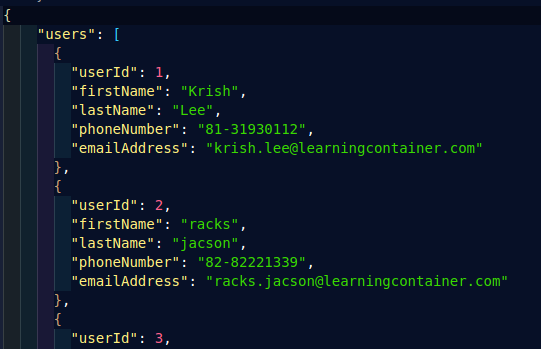 {
    "users": [
      {
        "userId": 1,
        "firstName": "Krish",
        "lastName": "Lee",
        "phoneNumber": "81-31930112",
        "emailAddress": "krish.lee@learningcontainer.com"
      },
      {
        "userId": 2,
        "firstName": "racks",
        "lastName": "jacson",
        "phoneNumber": "82-82221339",
        "emailAddress": "racks.jacson@learningcontainer.com"
      },
      {
        "userId": 3,